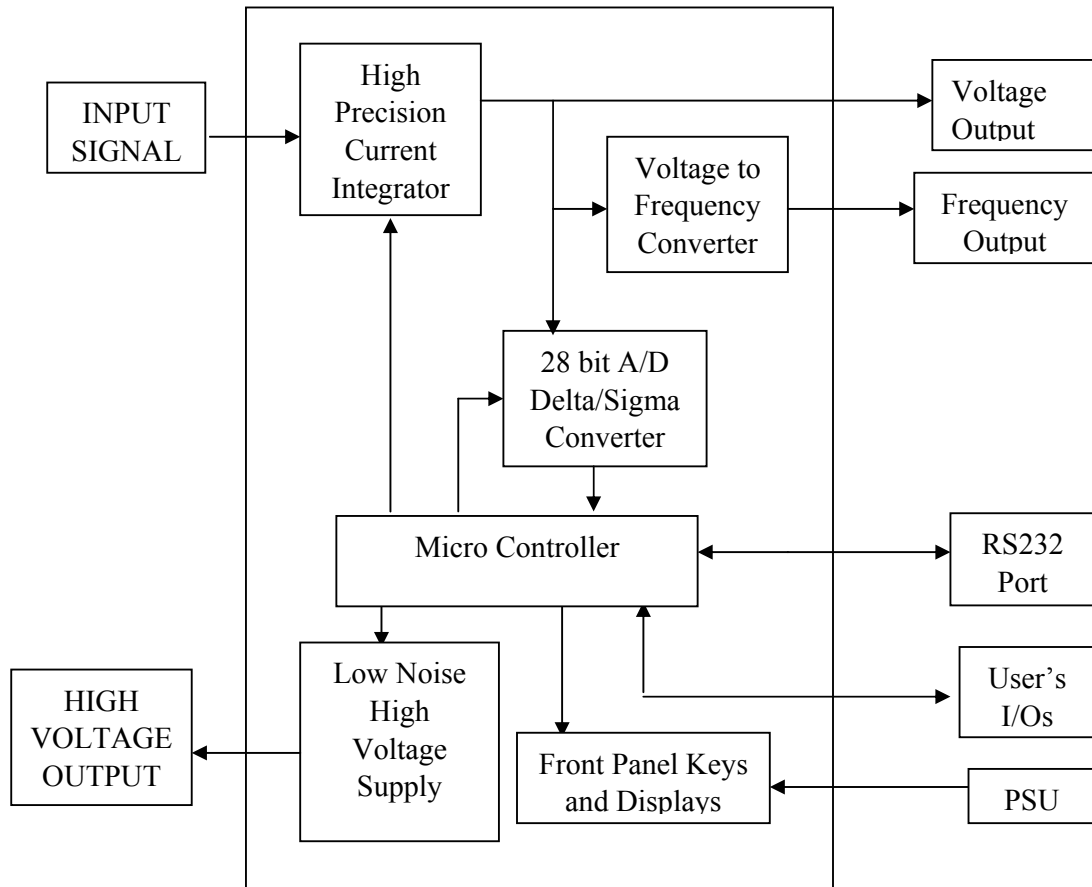 INPUT
SIGNAL
High
Precision
Current
Integrator
Voltage
Output
Voltage to
Frequency
Converter
Frequency
Output
28 bit A/D
Delta/Sigma
Converter
Micro Controller
RS232
Port
HIGH
VOLTAGE
OUTPUT
Low Noise
High
Voltage
Supply
Front Panel Keys
and Displays
User’s
I/Os
PSU